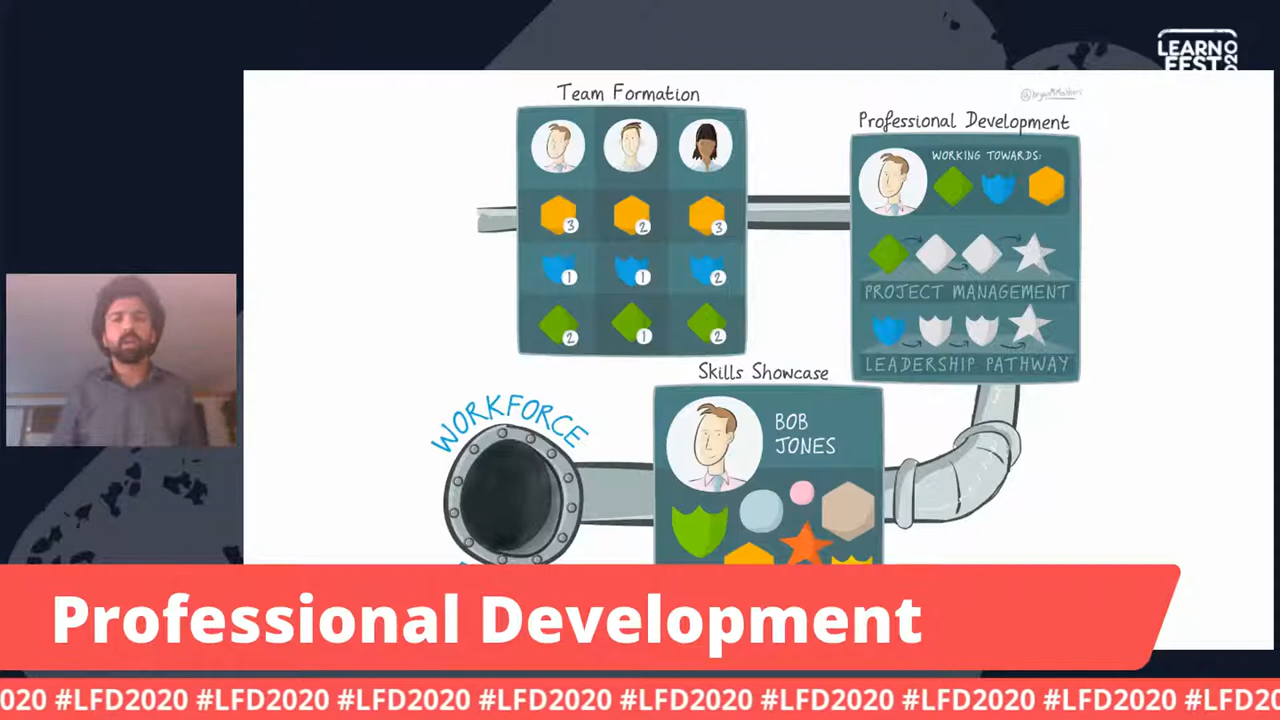 LEARN
FEST
2020
Team Formation
@bryanMMathers
Professional Development
WORKING TOWARDS:
3
2
3
1
1
2
PROJECT MANAGEMENT
2
1
2
LEADERSHIP PATHWAY
Skills Showcase
WORKFORCE
BOB
JONES
Professional Development
020 #LFD2020 #LFD2020 #LFD2020 #LFD2020 #LFD2020 #LFD2020 #LFD2020 #LFD2020 #LFD20